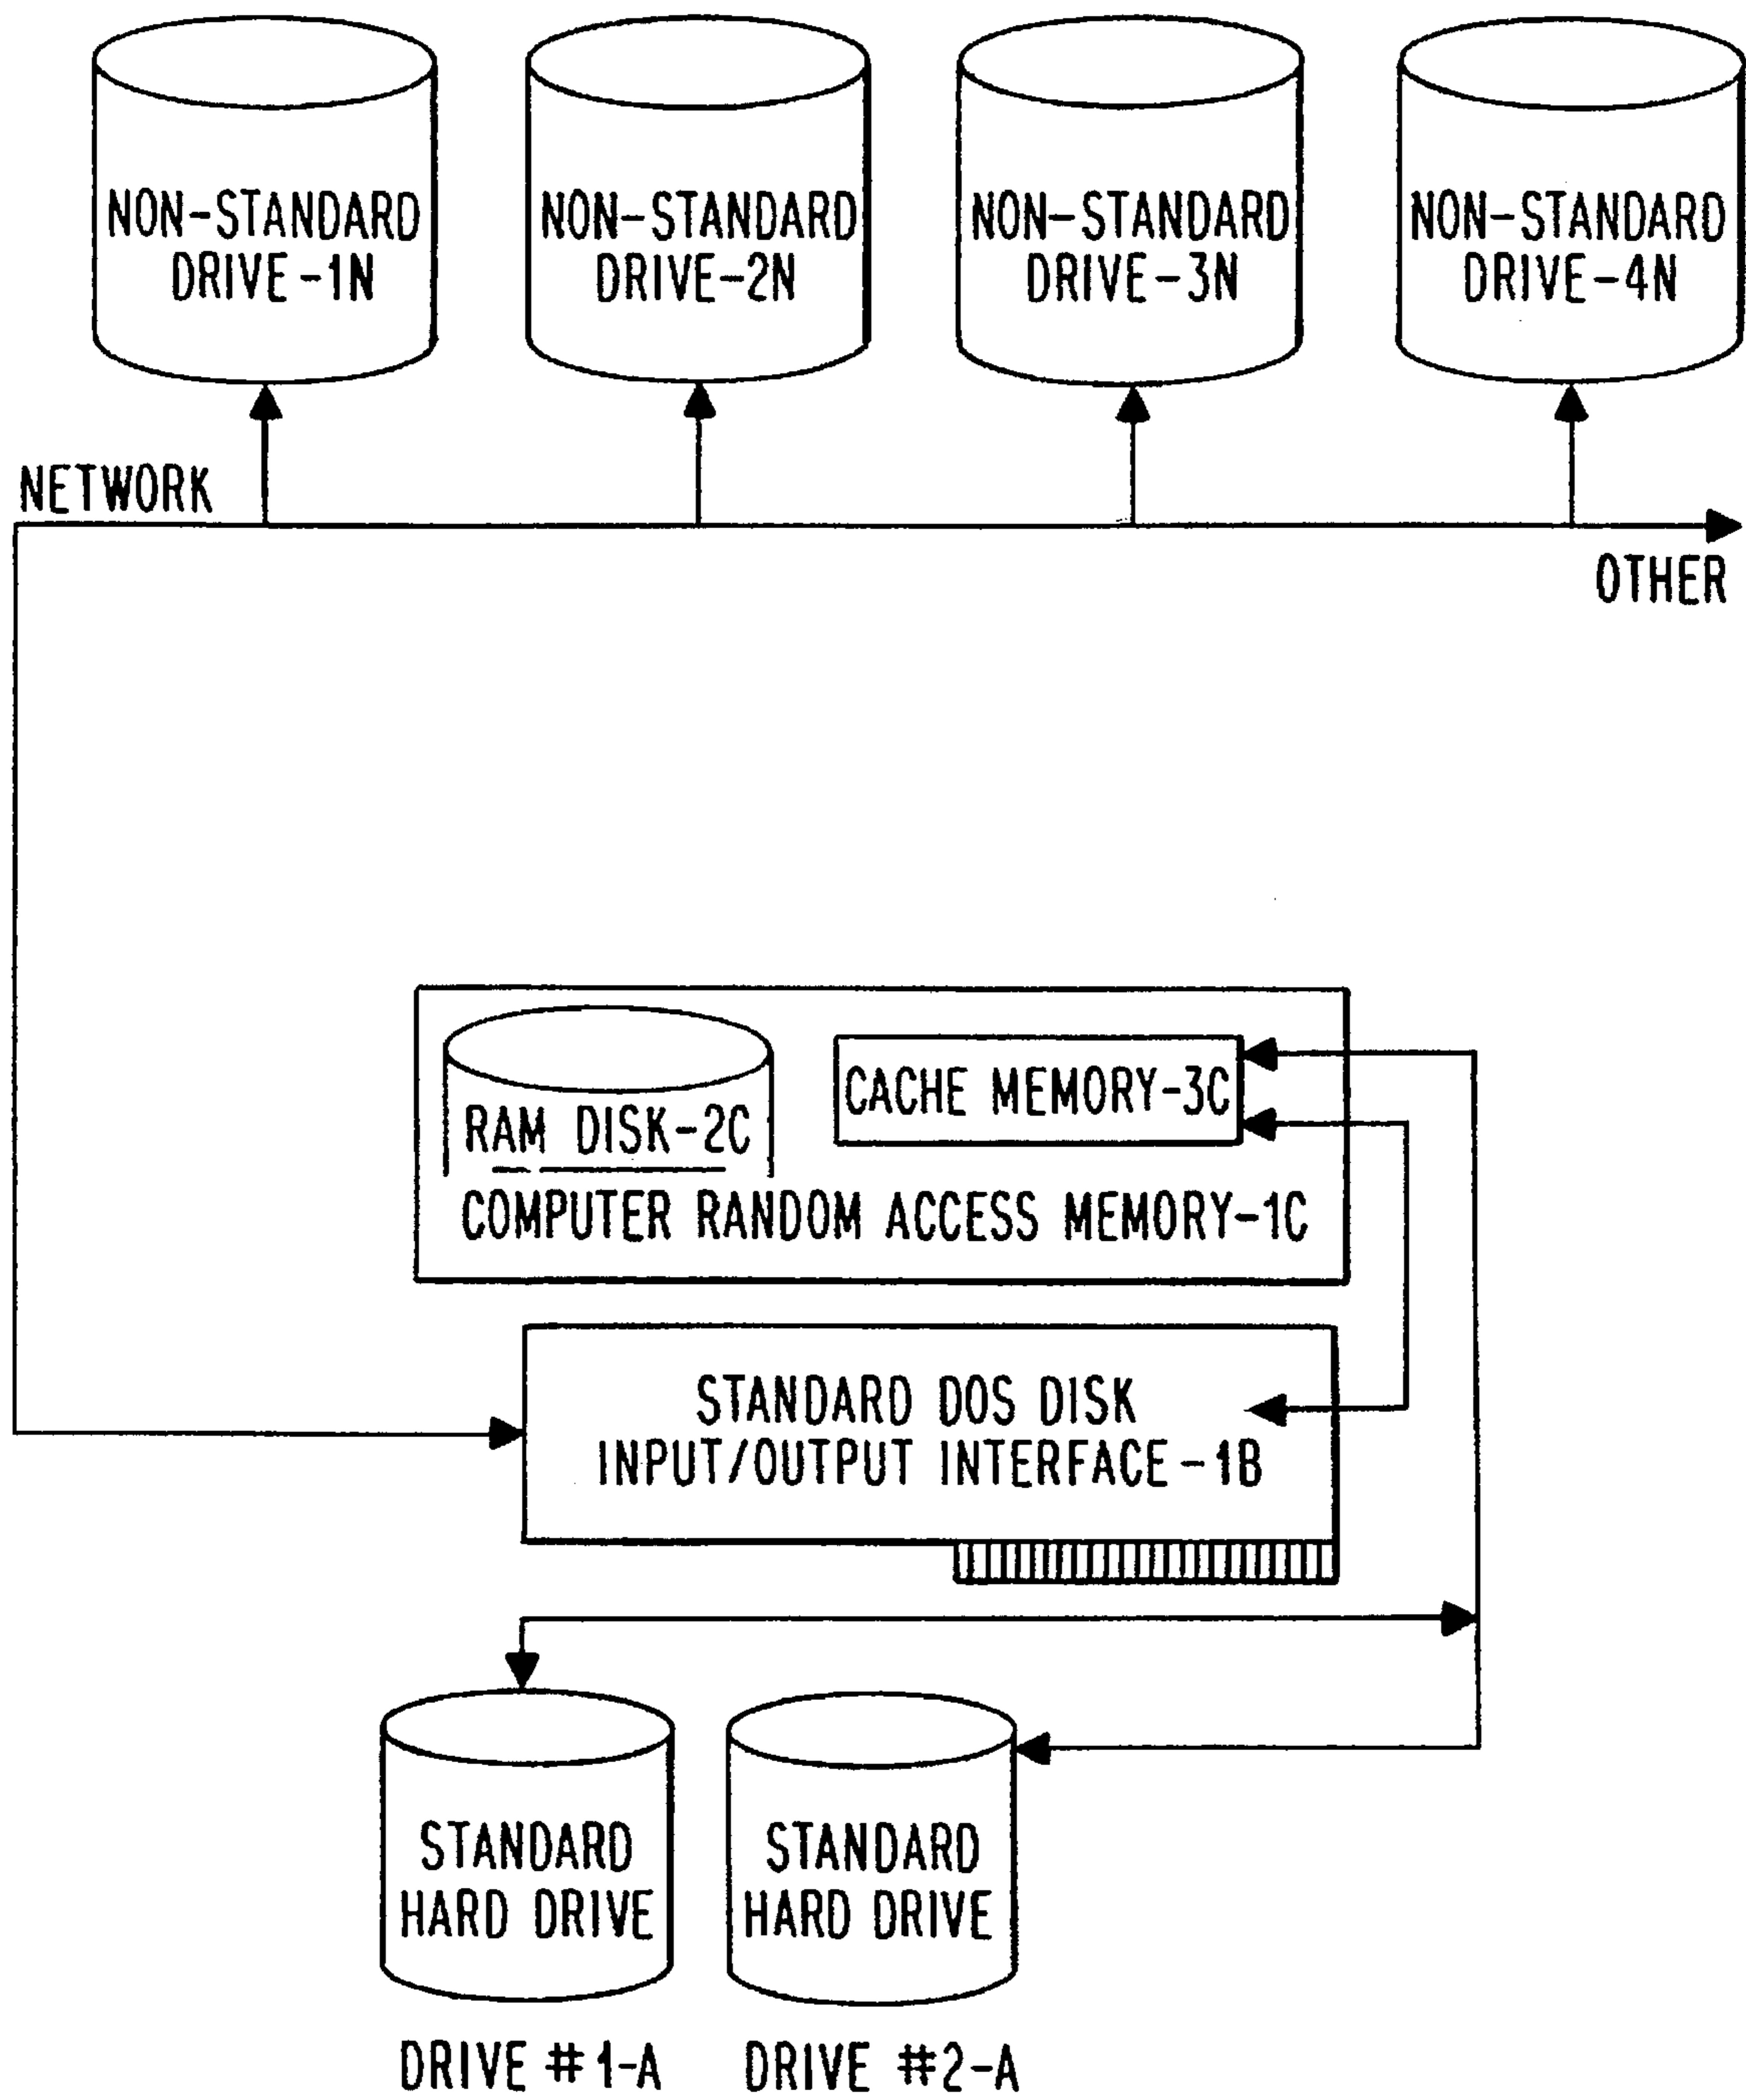 NON-STANDARD
DRIVE-1N
NON-STANDARD
DRIVE-2N
NON-STANDARD
DRIVE-3N
NON-STANDARD
DRIVE-4N
NETWORK
OTHER
CACHE MEMORY-3C
RAM DISK-2C
COMPUTER RANDOM ACCESS MEMORY-1C
STANDARD DOS DISK
INPUT/OUTPUT INTERFACE-1B
STANDARD
HARD DRIVE
STANDARD
HARD DRIVE
DRIVE #1-A
DRIVE #2-A